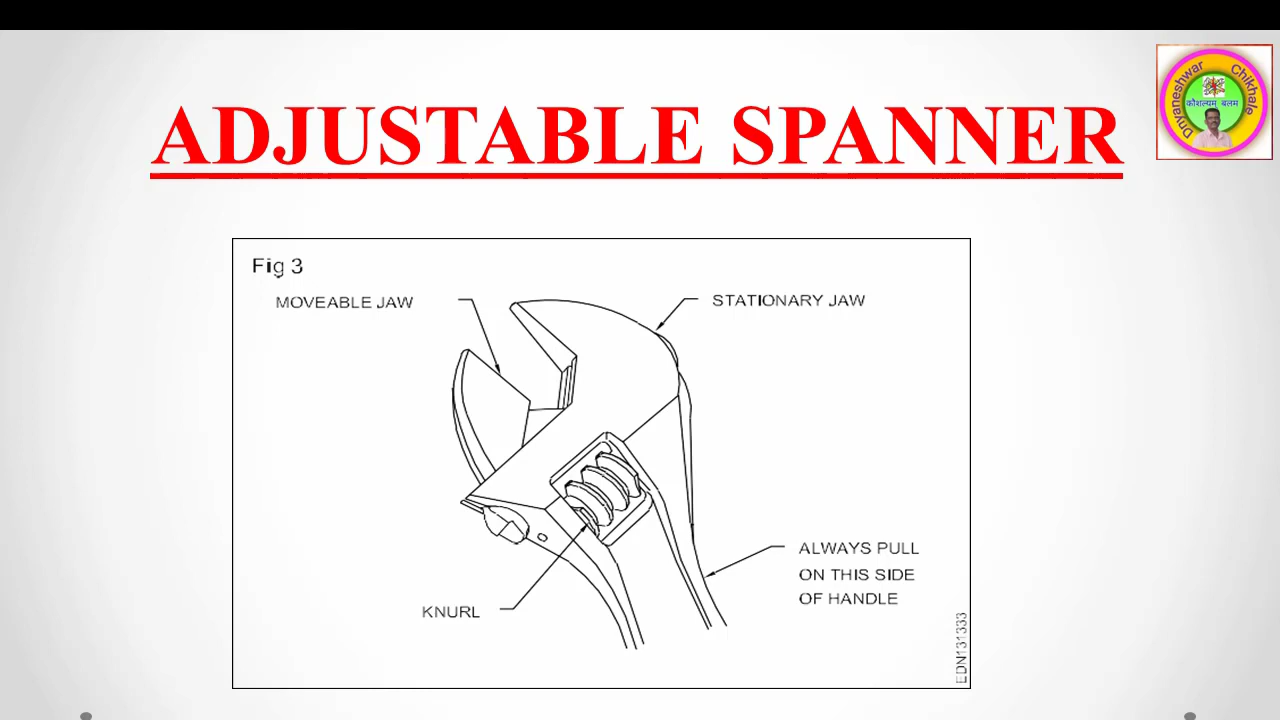 ADJUSTABLE SPANNER
Dnyaneshwar Chikhale
कौशल्यम् बलम्
Fig 3
MOVEABLE JAW
STATIONARY JAW
ALWAYS PULL
ON THIS SIDE
OF HANDLE
KNURL
EDN131333